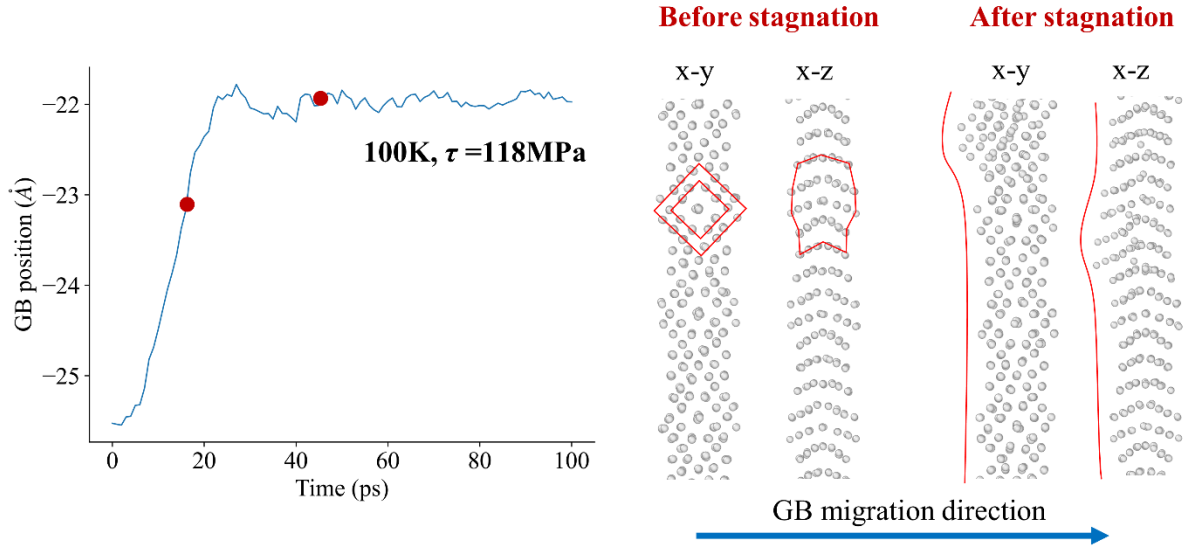 Before stagnation
After stagnation
x-y
x-z
x-y
x-z
−22
−23
−24
−25
GB position (Å)
100K, τ =118MPa
0
20
40
60
80
100
Time (ps)
GB migration direction